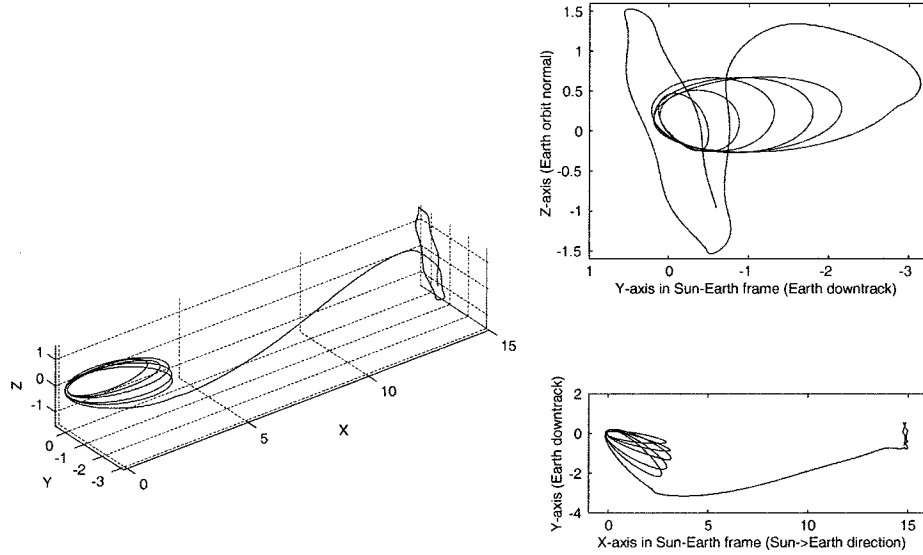 1
0
-1
Z
0
-1
-2
-3
Y
0
5
10
15
X
1.5
1
0.5
0
-0.5
-1
-1.5
Z-axis (Earth orbit normal)
1 0 -1 -2 -3
Y-axis in Sun-Earth frame (Earth downtrack)
2
0
-2
-4
Y-axis (Earth downtrack)
0 5 10 15
X-axis in Sun-Earth frame (Sun->Earth direction)